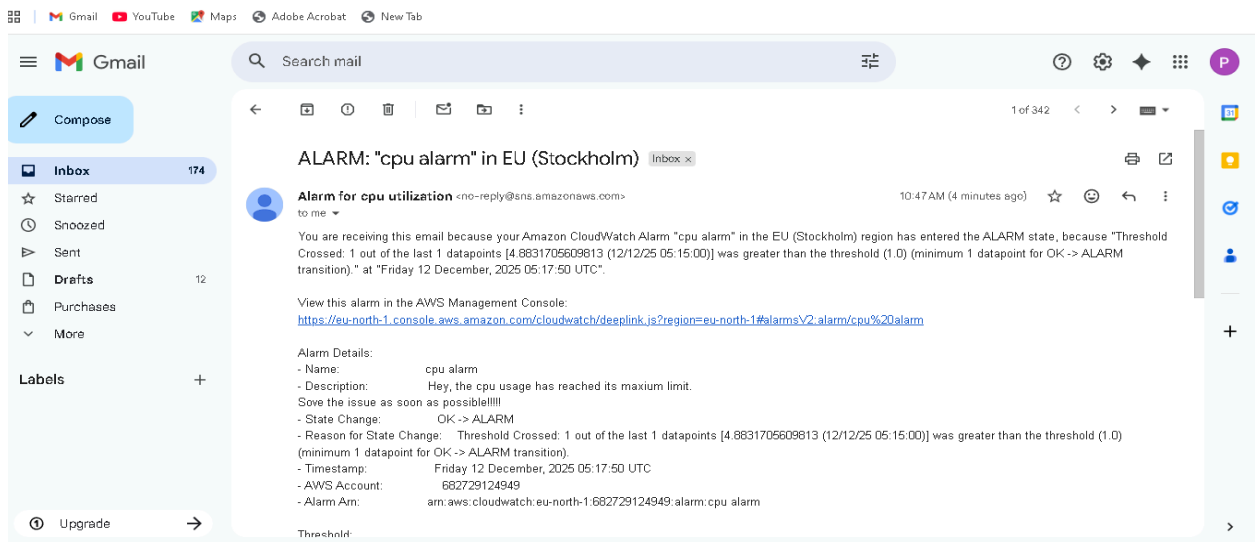 Gmail YouTube Maps Adobe Acrobat New Tab
Gmail
Search mail
P
Compose
1 of 342
31
ALARM: "cpu alarm" in EU (Stockholm) Inbox ×
Inbox 174
Starred
Snoozed
Sent
Drafts 12
Purchases
More
Labels
Upgrade
Alarm for cpu utilization <no-reply@sns.amazonaws.com> 10:47 AM (4 minutes ago)
to me
You are receiving this email because your Amazon CloudWatch Alarm "cpu alarm" in the EU (Stockholm) region has entered the ALARM state, because "Threshold
Crossed: 1 out of the last 1 datapoints [4.8831705609813 (12/12/25 05:15:00)] was greater than the threshold (1.0) (minimum 1 datapoint for OK -> ALARM
transition)." at "Friday 12 December, 2025 05:17:50 UTC".
View this alarm in the AWS Management Console:
https://eu-north-1.console.aws.amazon.com/cloudwatch/deeplink.js?region=eu-north-1#alarmsV2:alarm/cpu%20alarm
Alarm Details:
- Name: cpu alarm
- Description: Hey, the cpu usage has reached its maxium limit.
Sove the issue as soon as possible!!!!!
- State Change: OK -> ALARM
- Reason for State Change: Threshold Crossed: 1 out of the last 1 datapoints [4.8831705609813 (12/12/25 05:15:00)] was greater than the threshold (1.0)
(minimum 1 datapoint for OK -> ALARM transition).
- Timestamp: Friday 12 December, 2025 05:17:50 UTC
- AWS Account: 682729124949
- Alarm Arn: arn:aws:cloudwatch:eu-north-1:682729124949:alarm:cpu alarm
Threshold: